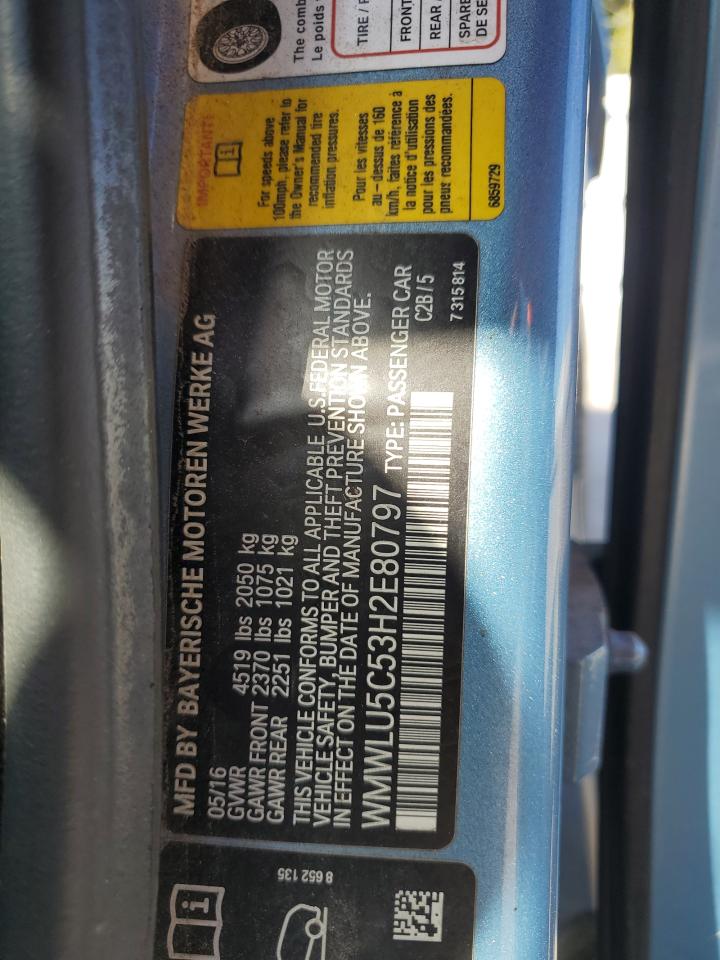 The comb
Le poids
TIRE /
FRONT
REAR
SPARE
DE SE
IMPORTANT!
For speeds above
100mph, please refer to
the Owner's Manual for
recommended tire
inflation pressures.
Pour les vitesses
au-dessus de 160
km/h, faites référence à
la notice d'utilisation
pour les pressions des
pneus recommandées.
6859729
MFD BY BAYERISCHE MOTOREN WERKE AG
05/16
GVWR 4519 lbs 2050 kg
GAWR FRONT 2370 lbs 1075 kg
GAWR REAR 2251 lbs 1021 kg
THIS VEHICLE CONFORMS TO ALL APPLICABLE U.S.FEDERAL MOTOR
VEHICLE SAFETY, BUMPER AND THEFT PREVENTION STANDARDS
IN EFFECT ON THE DATE OF MANUFACTURE SHOWN ABOVE.
WMWLU5C53H2E80797 TYPE: PASSENGER CAR
C2B / 5
7 315 814
8 652 135